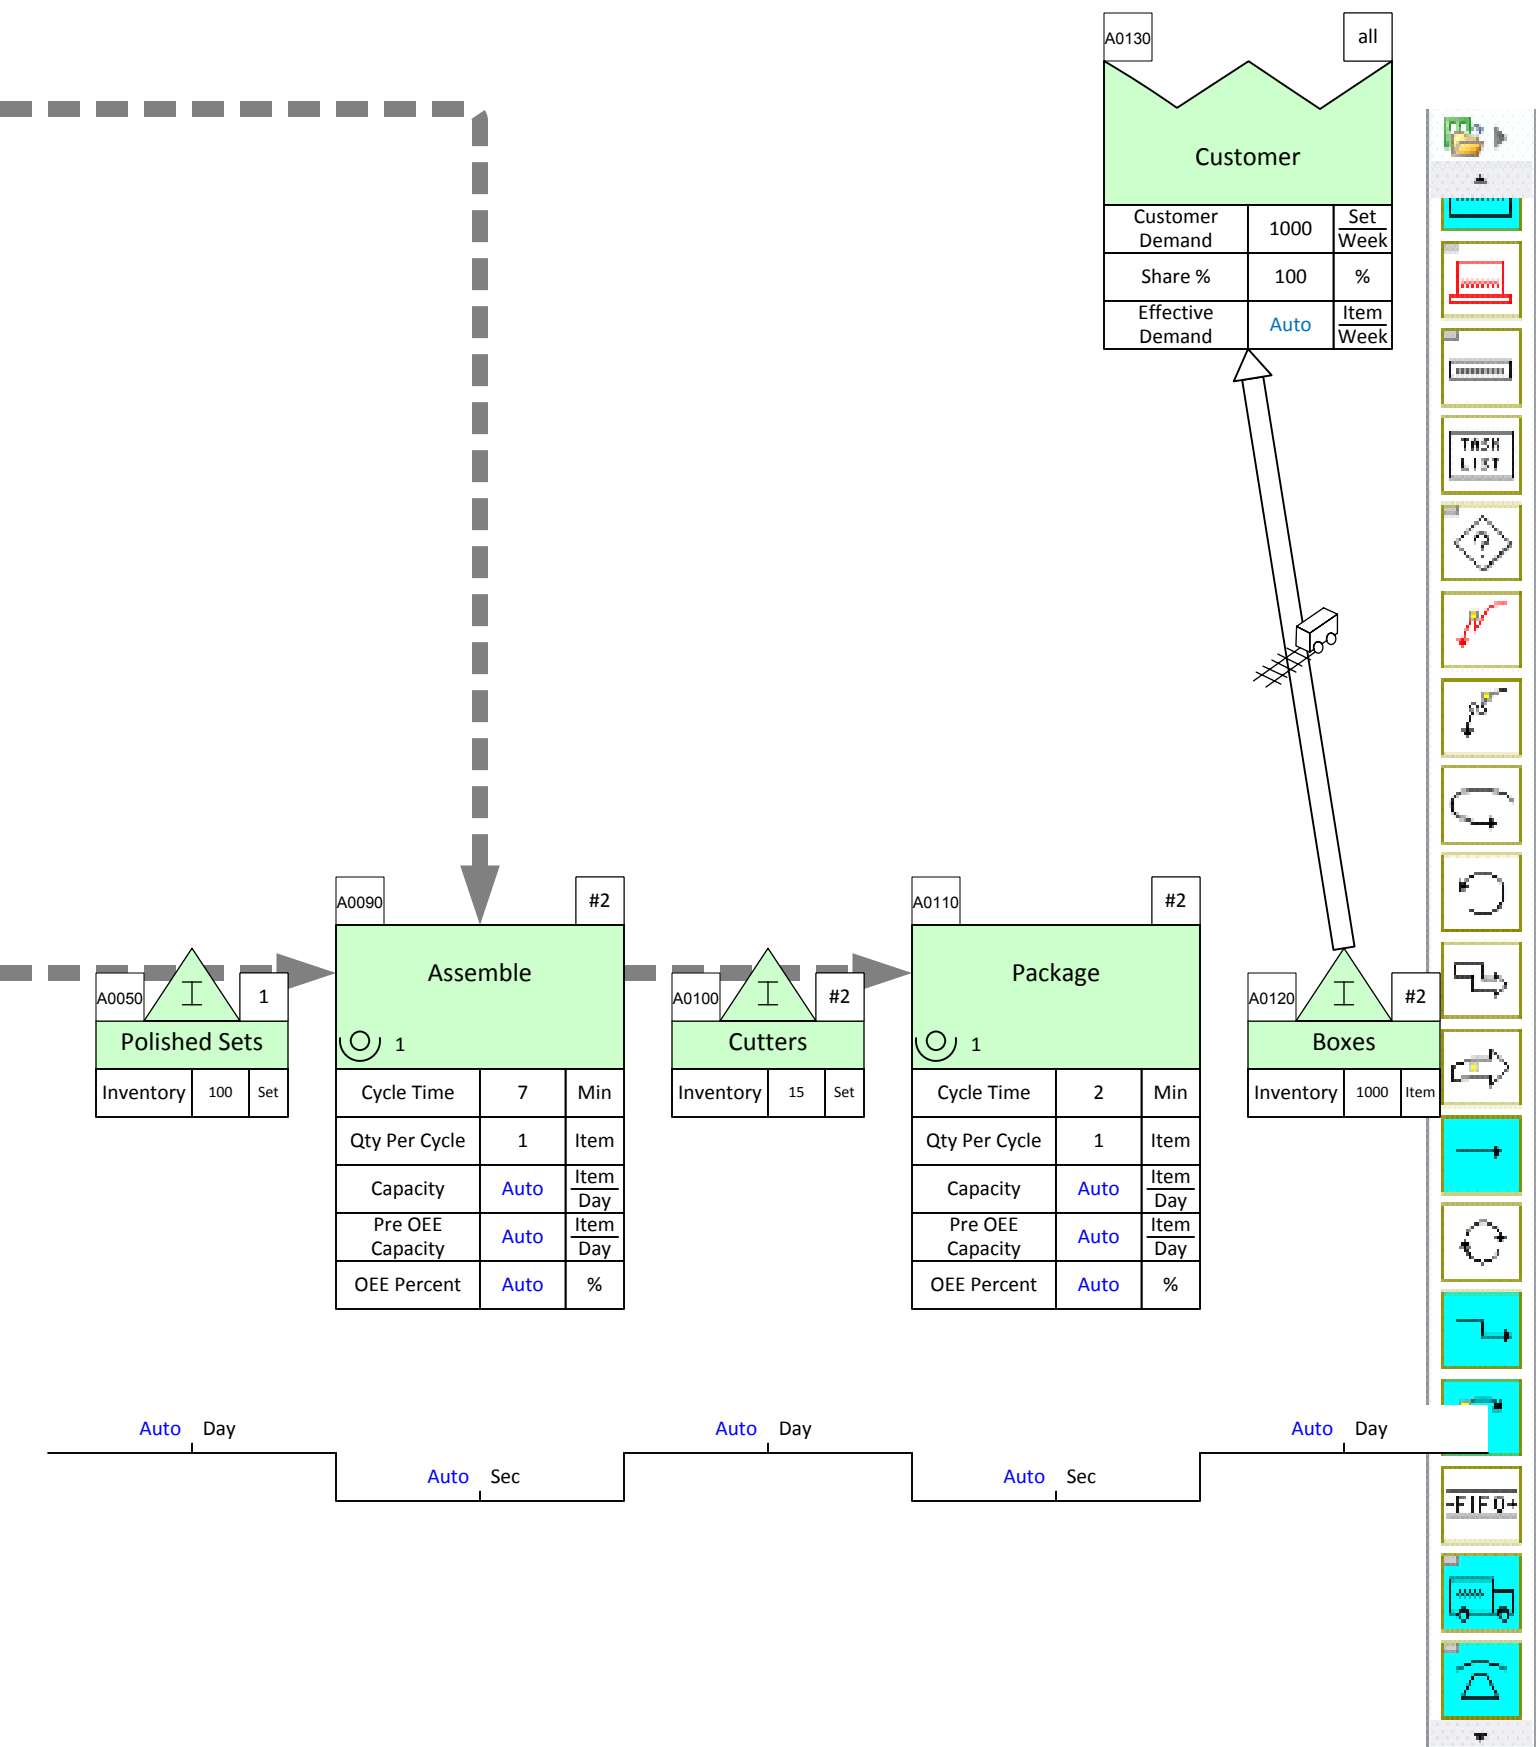 A0130
all
Customer
Customer
Demand
1000
Set
Week
Share %
100
%
Effective
Demand
Auto
Item
Week
TASK
LIST
?
A0090
#2
Assemble
1
Cycle Time
7
Min
Qty Per Cycle
1
Item
Capacity
Auto
Item
Day
Pre OEE
Capacity
Auto
Item
Day
OEE Percent
Auto
%
A0110
#2
Package
1
Cycle Time
2
Min
Qty Per Cycle
1
Item
Capacity
Auto
Item
Day
Pre OEE
Capacity
Auto
Item
Day
OEE Percent
Auto
%
A0050
I
1
Polished Sets
Inventory
100
Set
A0100
I
#2
Cutters
Inventory
15
Set
A0120
I
#2
Boxes
Inventory
1000
Item
Auto Day
Auto Sec
Auto Day
Auto Sec
Auto Day
-FIFO→